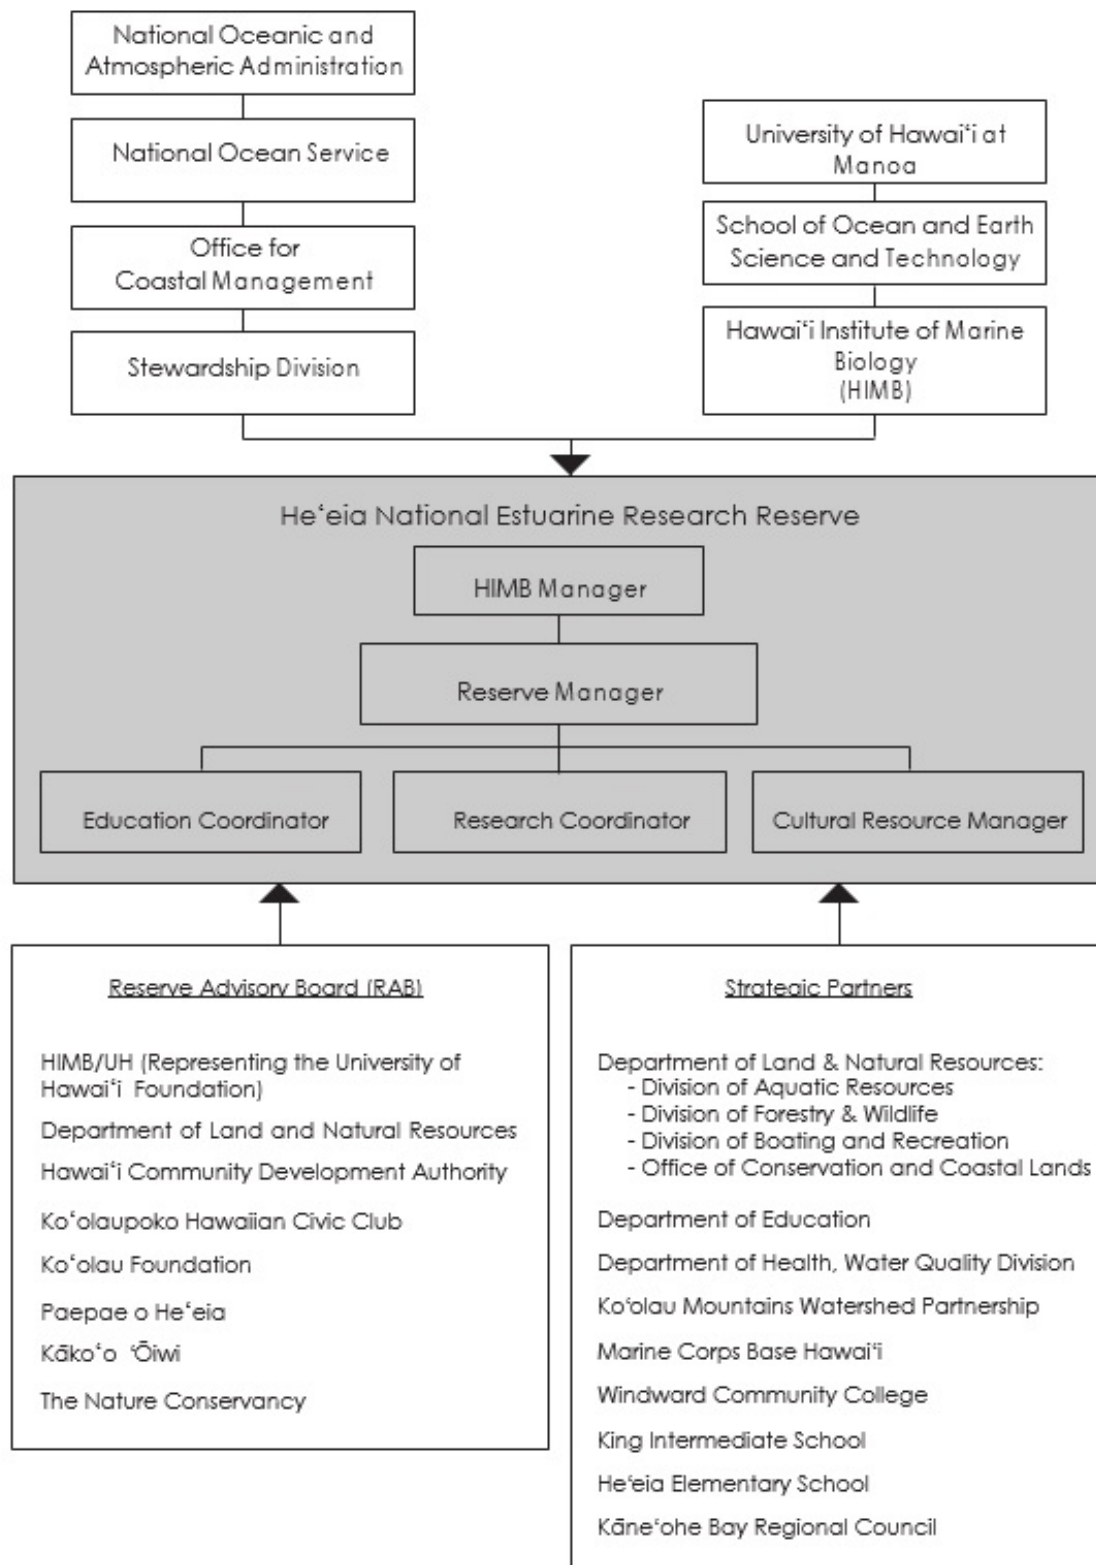 National Oceanic and
Atmospheric Administration
National Ocean Service
Office for
Coastal Management
Stewardship Division
University of Hawaiʻi at
Manoa
School of Ocean and Earth
Science and Technology
Hawaiʻi Institute of Marine
Biology
(HIMB)
Heʻeia National Estuarine Research Reserve
HIMB Manager
Reserve Manager
Education Coordinator
Research Coordinator
Cultural Resource Manager
Reserve Advisory Board (RAB)
HIMB/UH (Representing the University of
Hawaiʻi Foundation)
Department of Land and Natural Resources
Hawaiʻi Community Development Authority
Koʻolaupoko Hawaiian Civic Club
Koʻolau Foundation
Paepae o Heʻeia
Kākoʻo ʻŌiwi
The Nature Conservancy
Strategic Partners
Department of Land & Natural Resources:
- Division of Aquatic Resources
- Division of Forestry & Wildlife
- Division of Boating and Recreation
- Office of Conservation and Coastal Lands
Department of Education
Department of Health, Water Quality Division
Koʻolau Mountains Watershed Partnership
Marine Corps Base Hawaiʻi
Windward Community College
King Intermediate School
Heʻeia Elementary School
Kāneʻohe Bay Regional Council